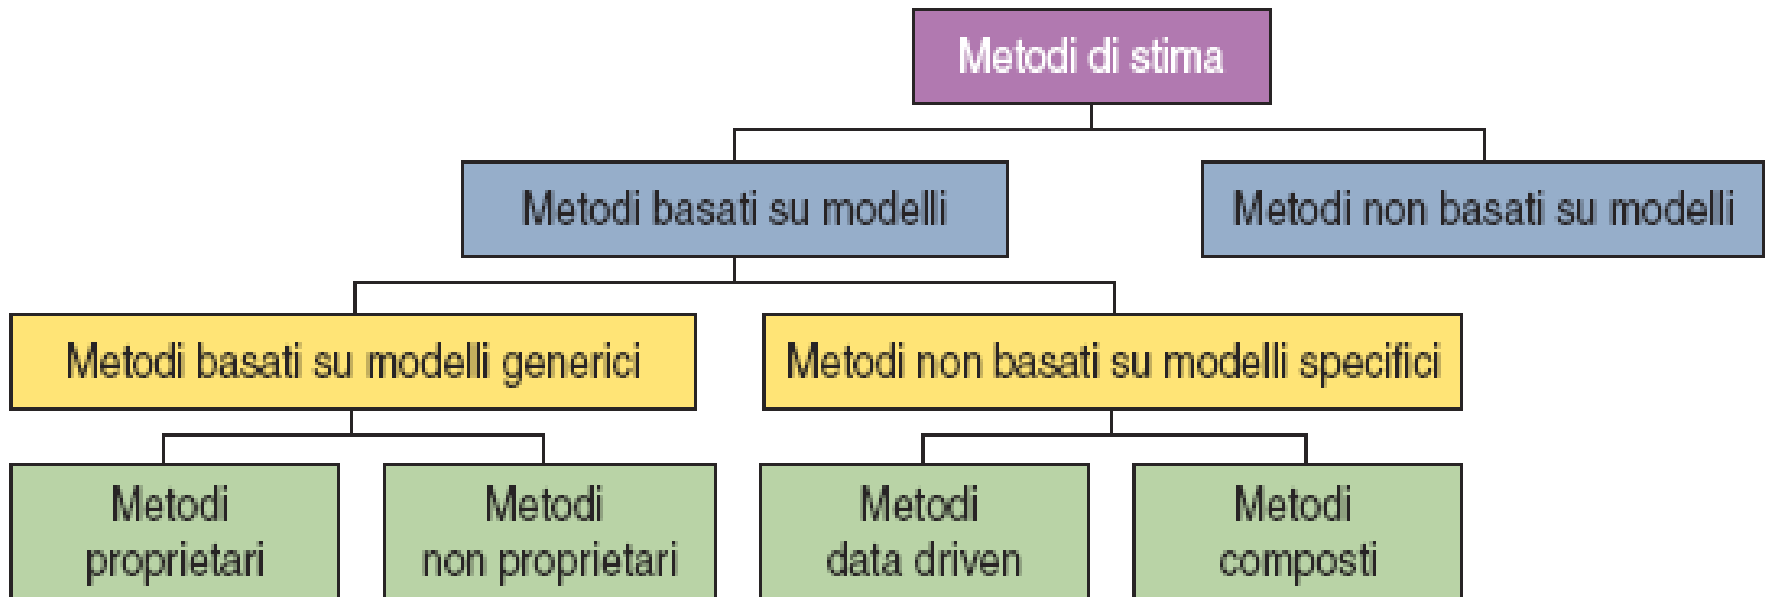 Metodi di stima
Metodi basati su modelli
Metodi non basati su modelli
Metodi basati su modelli generici
Metodi non basati su modelli specifici
Metodi
proprietari
Metodi
non proprietari
Metodi
data driven
Metodi
composti